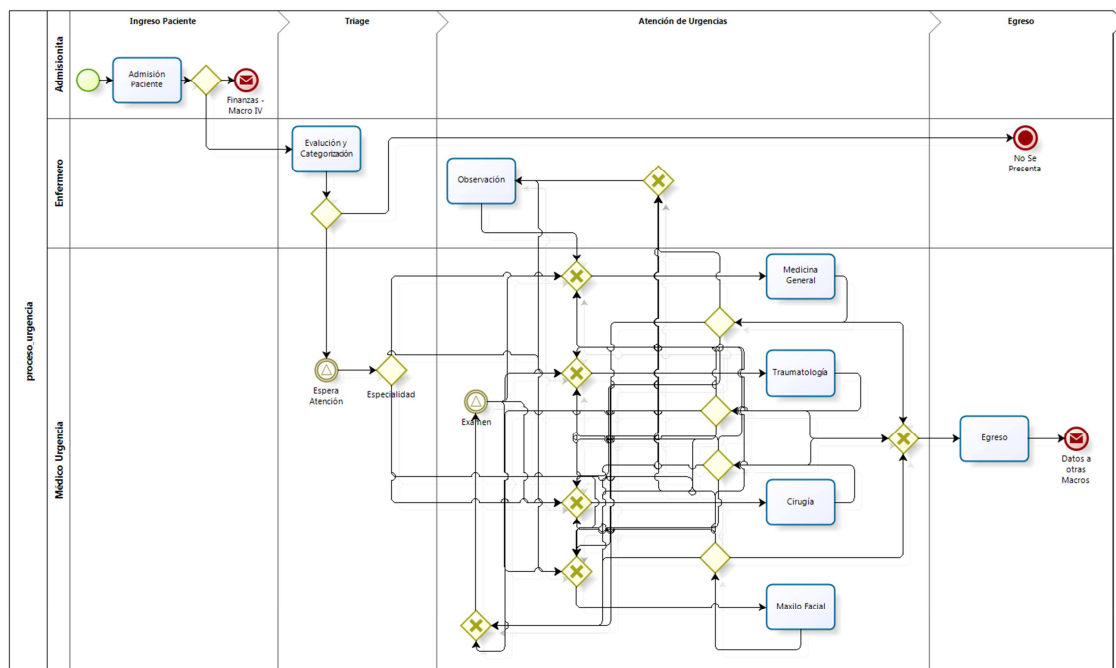 Ingreso Paciente
Triage
Atención de Urgencias
Egreso
proceso_urgencia
Admisionita
Admisión
Paciente
Finanzas -
Macro IV
Enfermero
Evalución y
Categorización
Observación
No Se
Presenta
Médico Urgencia
Medicina
General
Espera
Atención
Especialidad
Examen
Traumatología
Egreso
Datos a
otras
Macros
Cirugía
Maxilo Facial